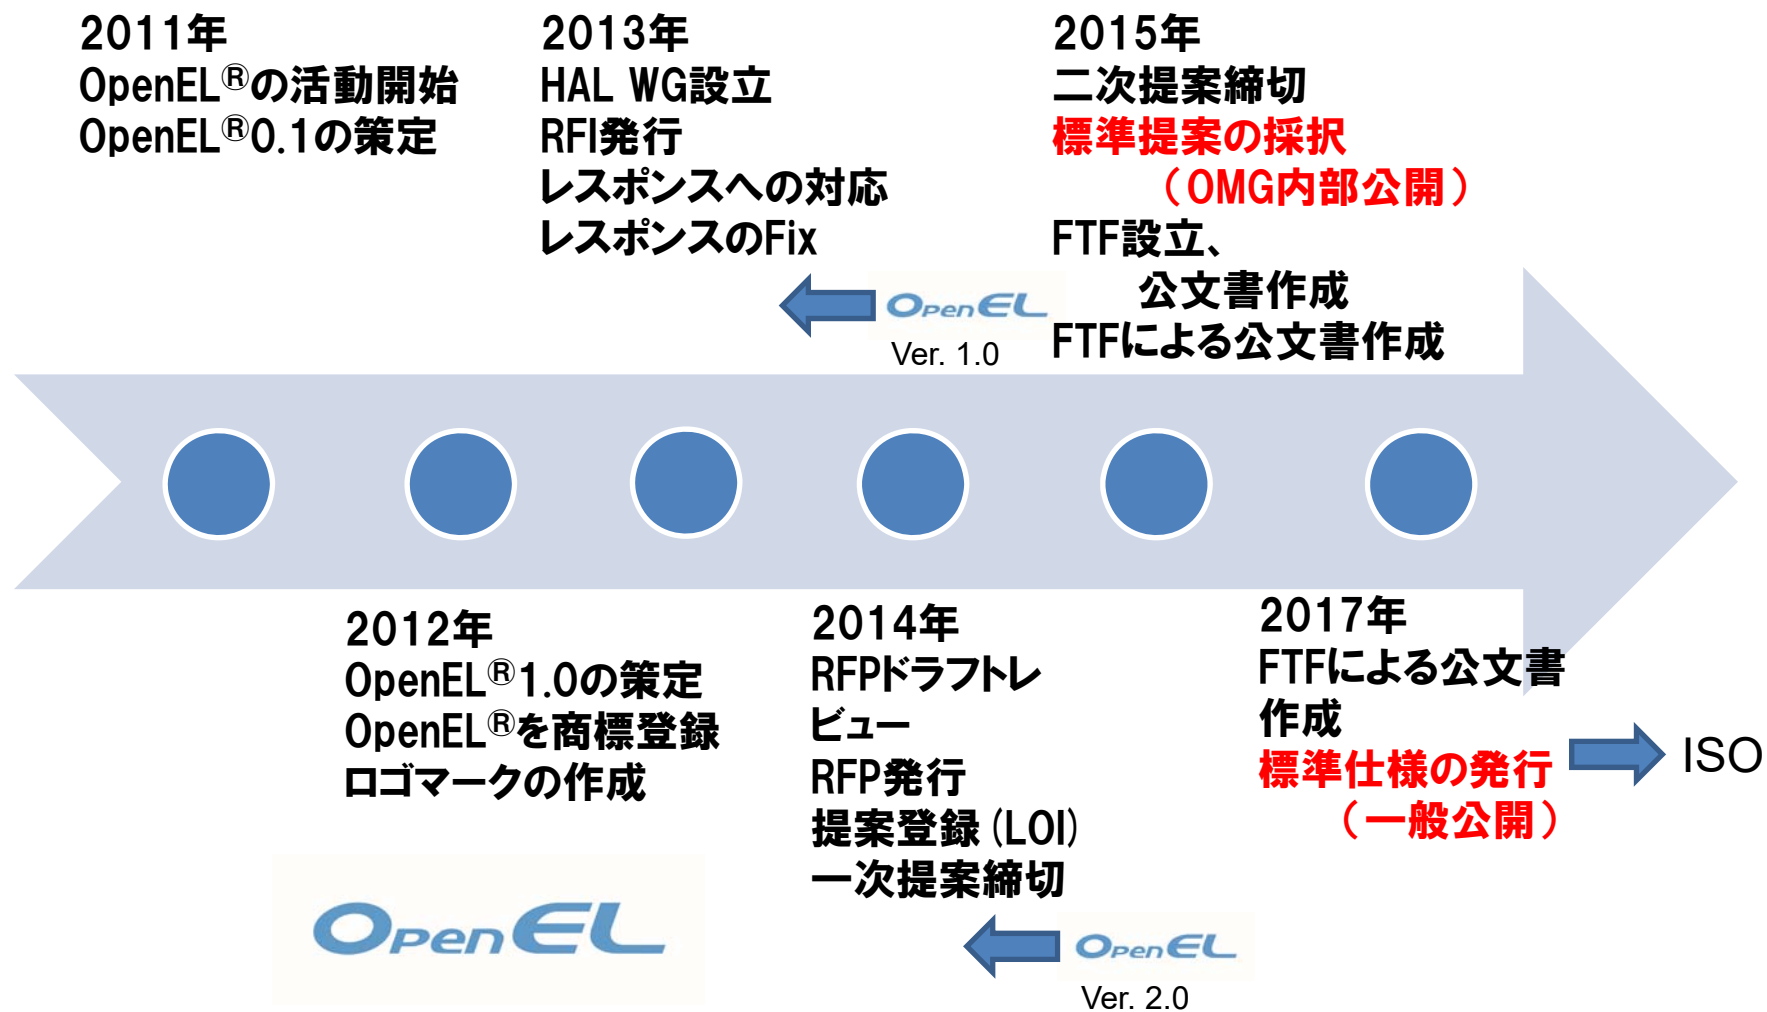 2011年
OpenEL®の活動開始
OpenEL®0.1の策定
2013年
HAL WG設立
RFI発行
レスポンスへの対応
レスポンスのFix
OpenEL
Ver. 1.0
2015年
二次提案締切
標準提案の採択
（OMG内部公開）
FTF設立、
公文書作成
FTFによる公文書作成
2012年
OpenEL®1.0の策定
OpenEL®を商標登録
ロゴマークの作成
OpenEL
2014年
RFPドラフトレ
ビュー
RFP発行
提案登録(LOI)
一次提案締切
OpenEL
Ver. 2.0
2017年
FTFによる公文書
作成
標準仕様の発行
（一般公開）
ISO